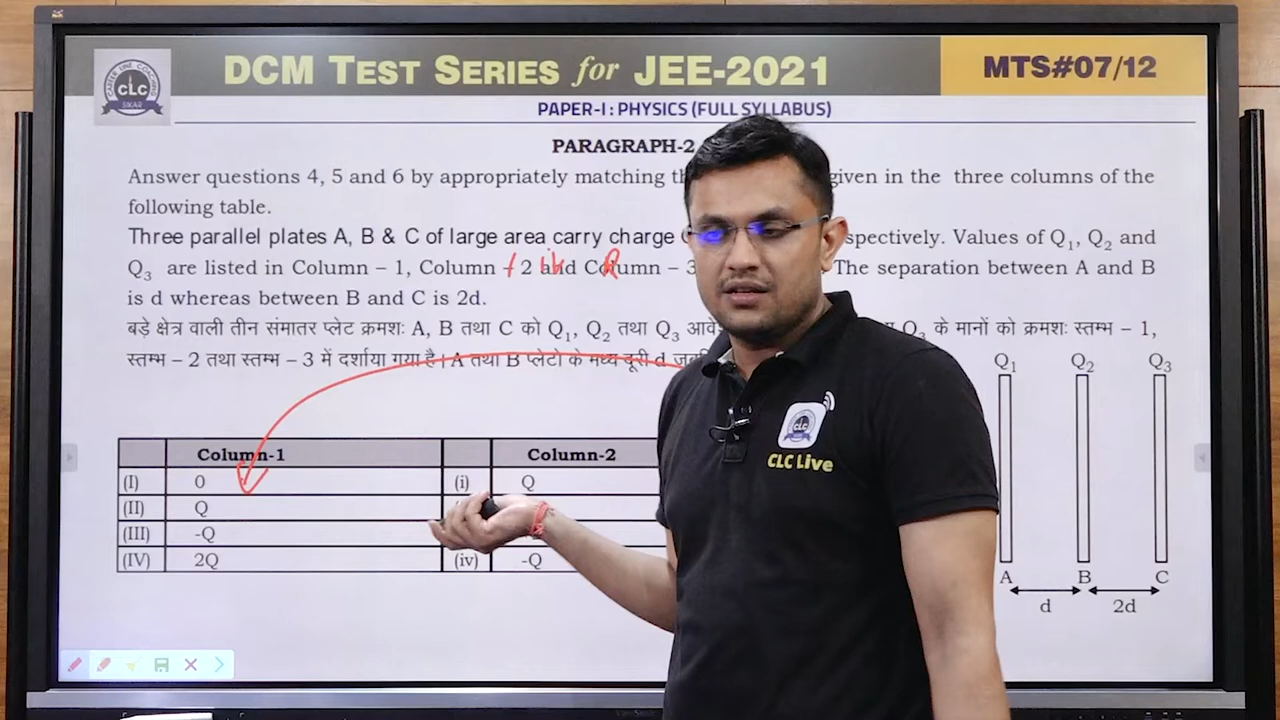 DCM TEST SERIES for JEE-2021
MTS#07/12
CLC
SIKAR
PAPER-I : PHYSICS (FULL SYLLABUS)
PARAGRAPH-2
Answer questions 4, 5 and 6 by appropriately matching given in the three columns of the
following table.
Three parallel plates A, B & C of large area carry charge spectively. Values of Q₁, Q₂ and
Q₃ are listed in Column – 1, Column – 2 and Column – 3 The separation between A and B
is d whereas between B and C is 2d.
बड़े क्षेत्र वाली तीन संमातर प्लेट क्रमशः A, B तथा C को Q₁, Q₂ तथा Q₃ Q₃ के मानों को क्रमशः स्तम्भ – 1,
स्तम्भ – 2 तथा स्तम्भ – 3 में दर्शाया गया है। A तथा B प्लेटो के मध्य दूरी d
Q₁ Q₂ Q₃
Column-1 Column-2
(I) 0 (i) Q
(II) Q
(III) -Q
(IV) 2Q (iv) -Q
A B C
d 2d
CLC
CLC Live